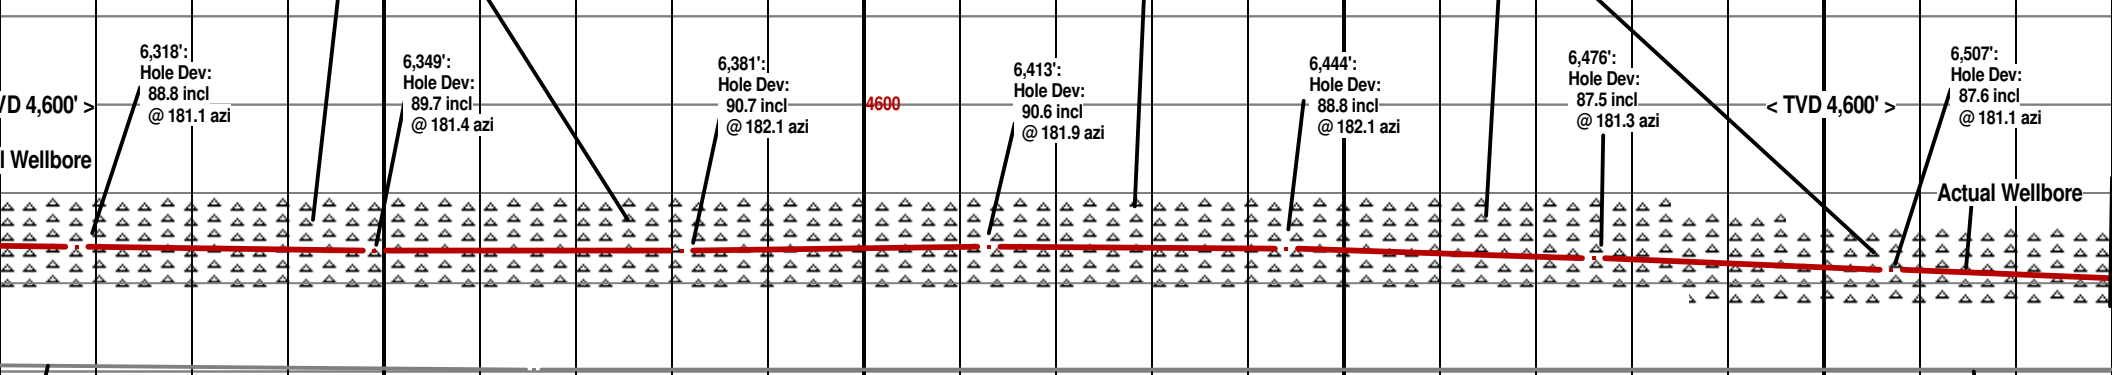 6,318':
Hole Dev:
88.8 incl
@ 181.1 azi
6,349':
Hole Dev:
89.7 incl
@ 181.4 azi
6,381':
Hole Dev:
90.7 incl
@ 182.1 azi
6,413':
Hole Dev:
90.6 incl
@ 181.9 azi
6,444':
Hole Dev:
88.8 incl
@ 182.1 azi
6,476':
Hole Dev:
87.5 incl
@ 181.3 azi
6,507':
Hole Dev:
87.6 incl
@ 181.1 azi
VD 4,600' >
4600
< TVD 4,600' >
l Wellbore
Actual Wellbore